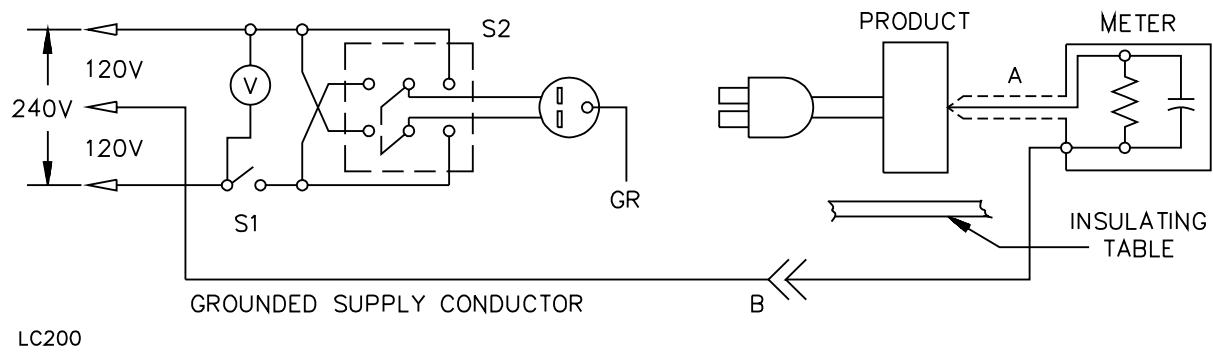 S2
PRODUCT
METER
120V
V
A
240V
120V
GR
S1
INSULATING
TABLE
GROUNDED SUPPLY CONDUCTOR
B
LC200